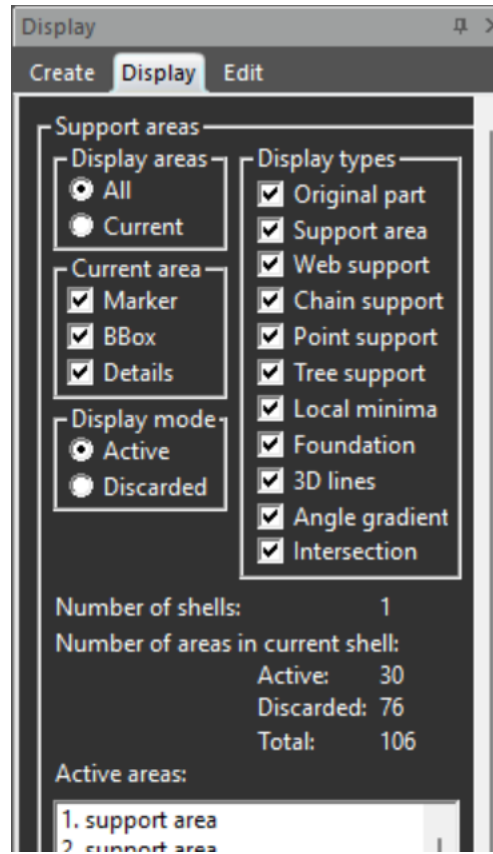 Display
Create Display Edit
Support areas
Display areas
All
Current
Current area
Marker
BBox
Details
Display mode
Active
Discarded
Display types
Original part
Support area
Web support
Chain support
Point support
Tree support
Local minima
Foundation
3D lines
Angle gradient
Intersection
Number of shells: 1
Number of areas in current shell:
Active: 30
Discarded: 76
Total: 106
Active areas:
1. support area
2. support area